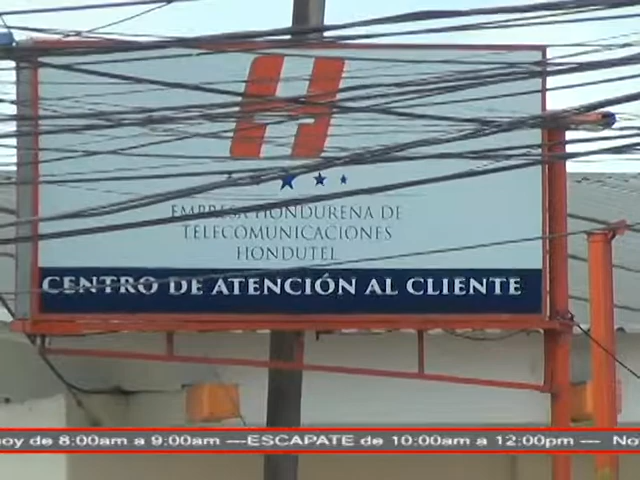 H
EMPRESA HONDURENA DE
TELECOMUNICACIONES
HONDUTEL
CENTRO DE ATENCIÓN AL CLIENTE
de 8:00am a 9:00am —ESCAPATE de 10:00am a 12:00pm —